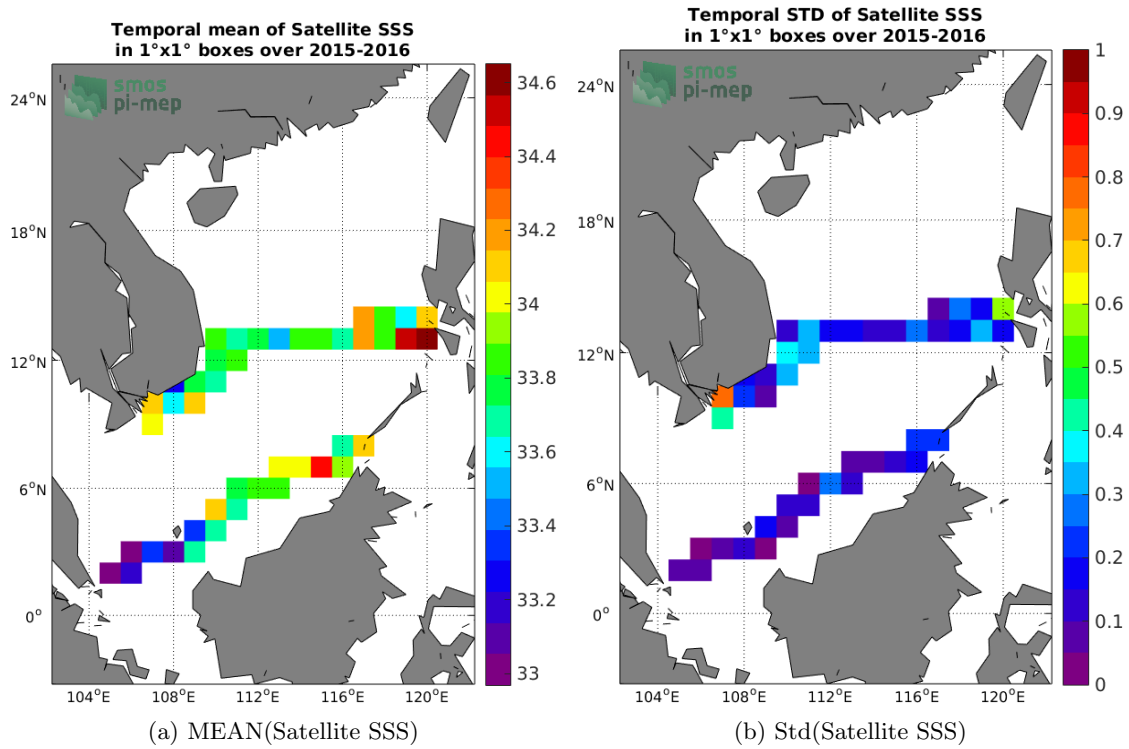 Temporal mean of Satellite SSS
in 1°x1° boxes over 2015-2016
smos
pi-mep
24°N
18°N
12°N
6°N
0°
104°E 108°E 112°E 116°E 120°E
34.6
34.4
34.2
34
33.8
33.6
33.4
33.2
33
(a) MEAN(Satellite SSS)
Temporal STD of Satellite SSS
in 1°x1° boxes over 2015-2016
smos
pi-mep
24°N
18°N
12°N
6°N
0°
104°E 108°E 112°E 116°E 120°E
1
0.9
0.8
0.7
0.6
0.5
0.4
0.3
0.2
0.1
0
(b) Std(Satellite SSS)